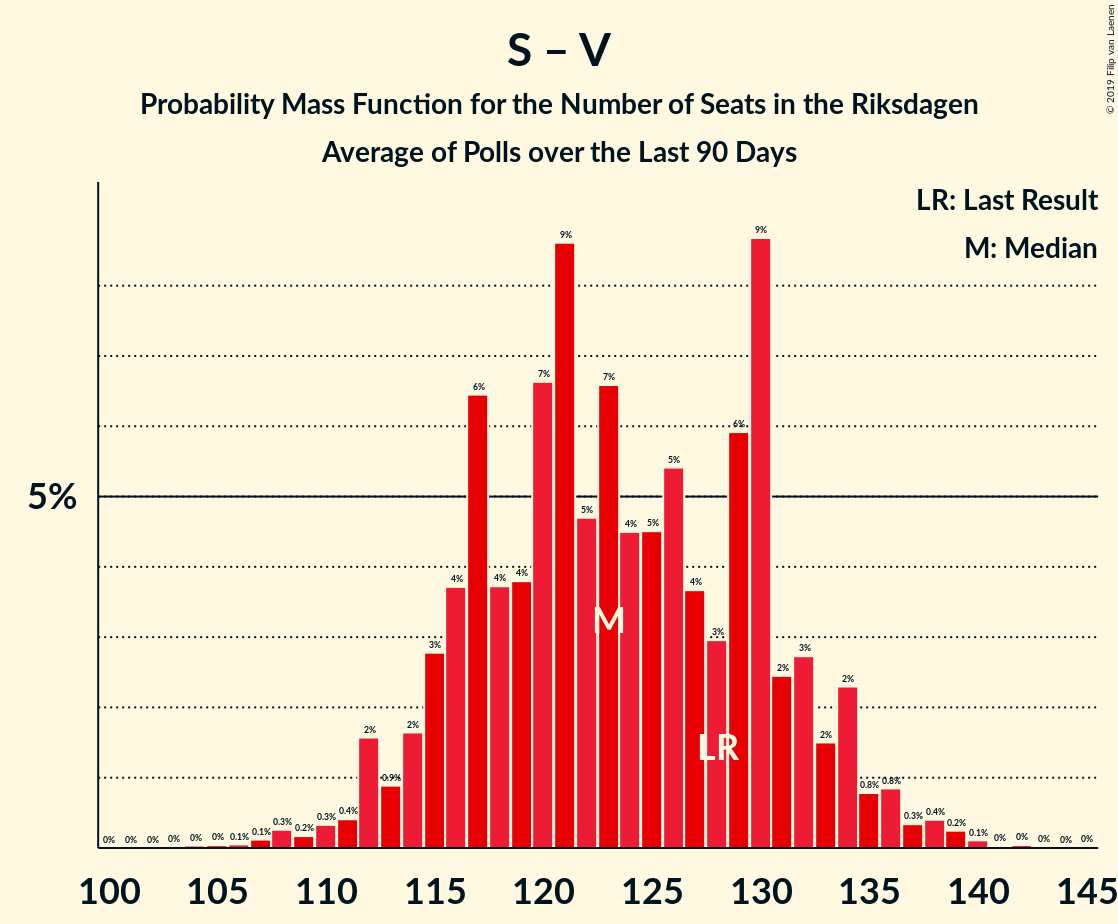 S – V
Probability Mass Function for the Number of Seats in the Riksdagen
Average of Polls over the Last 90 Days
© 2019 Filip van Laenen
LR: Last Result
M: Median
5%
0% 0% 0% 0% 0% 0% 0.1% 0.1% 0.3% 0.2% 0.3% 0.4% 2% 0.9% 2% 3% 4% 6% 4% 4% 7% 9% 5% 7% 4% 5% 5% 4% 3% 6% 9% 2% 3% 2% 2% 0.8% 0.8% 0.3% 0.4% 0.2% 0.1% 0% 0% 0% 0% 0%
M
LR
100 105 110 115 120 125 130 135 140 145